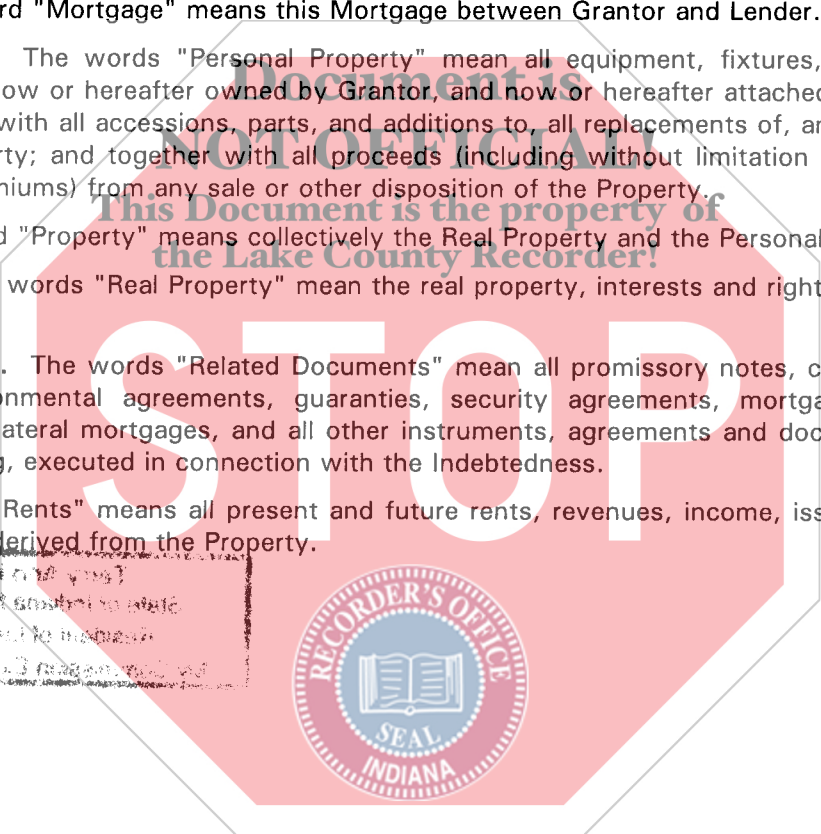 rd "Mortgage" means this Mortgage between Grantor and Lender.
The words "Personal Property" mean all equipment, fixtures,
ow or hereafter owned by Grantor, and now or hereafter attached
with all accessions, parts, and additions to, all replacements of, an
rty; and together with all proceeds (including without limitation
niums) from any sale or other disposition of the Property.
d "Property" means collectively the Real Property and the Personal
words "Real Property" mean the real property, interests and right
. The words "Related Documents" mean all promissory notes, c
onmental agreements, guaranties, security agreements, mortga
ateral mortgages, and all other instruments, agreements and doc
g, executed in connection with the Indebtedness.
Rents" means all present and future rents, revenues, income, iss
derived from the Property.
Document is
NOT OFFICIAL!
This Document is the property of
the Lake County Recorder!
STOP
RECORDER'S OFFICE
SEAL
INDIANA